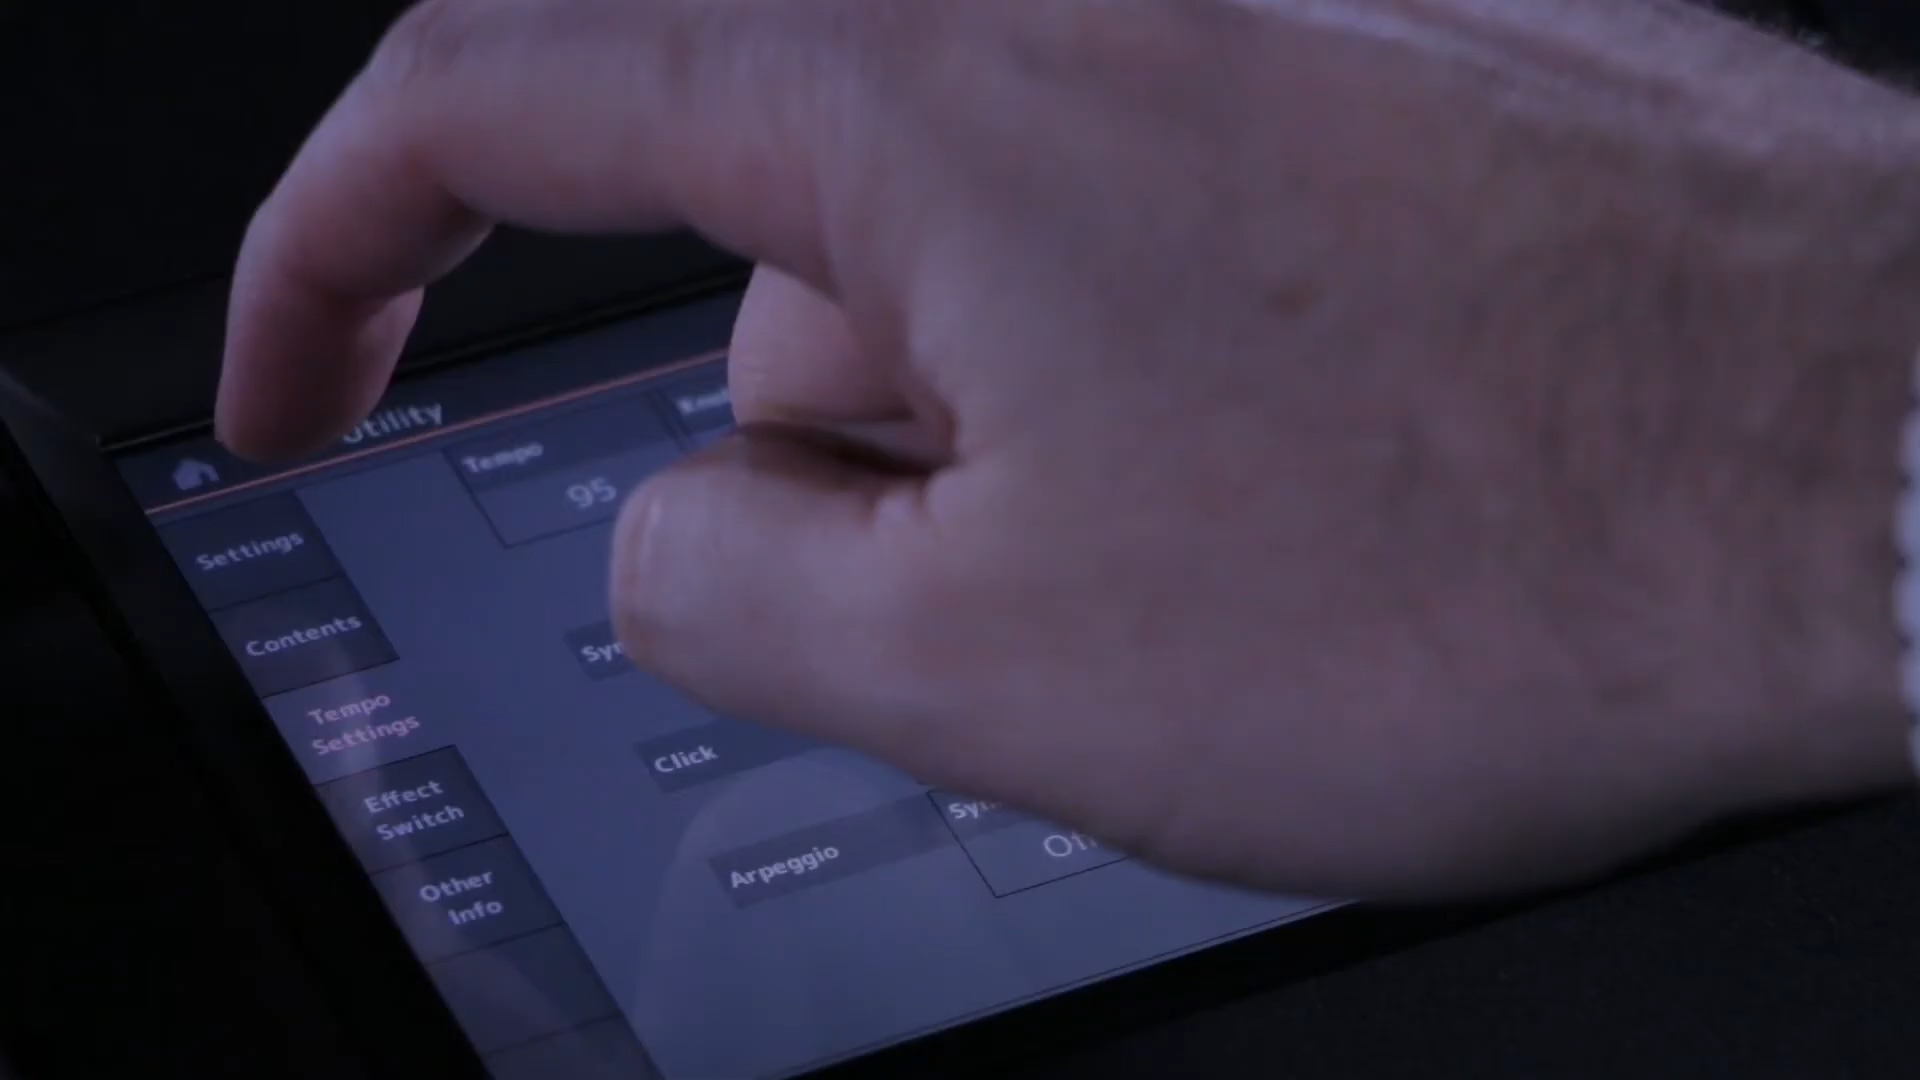 Utility
Tempo
95
Settings
Contents
Tempo
Settings
Click
Effect
Switch
Arpeggio
Other
Info